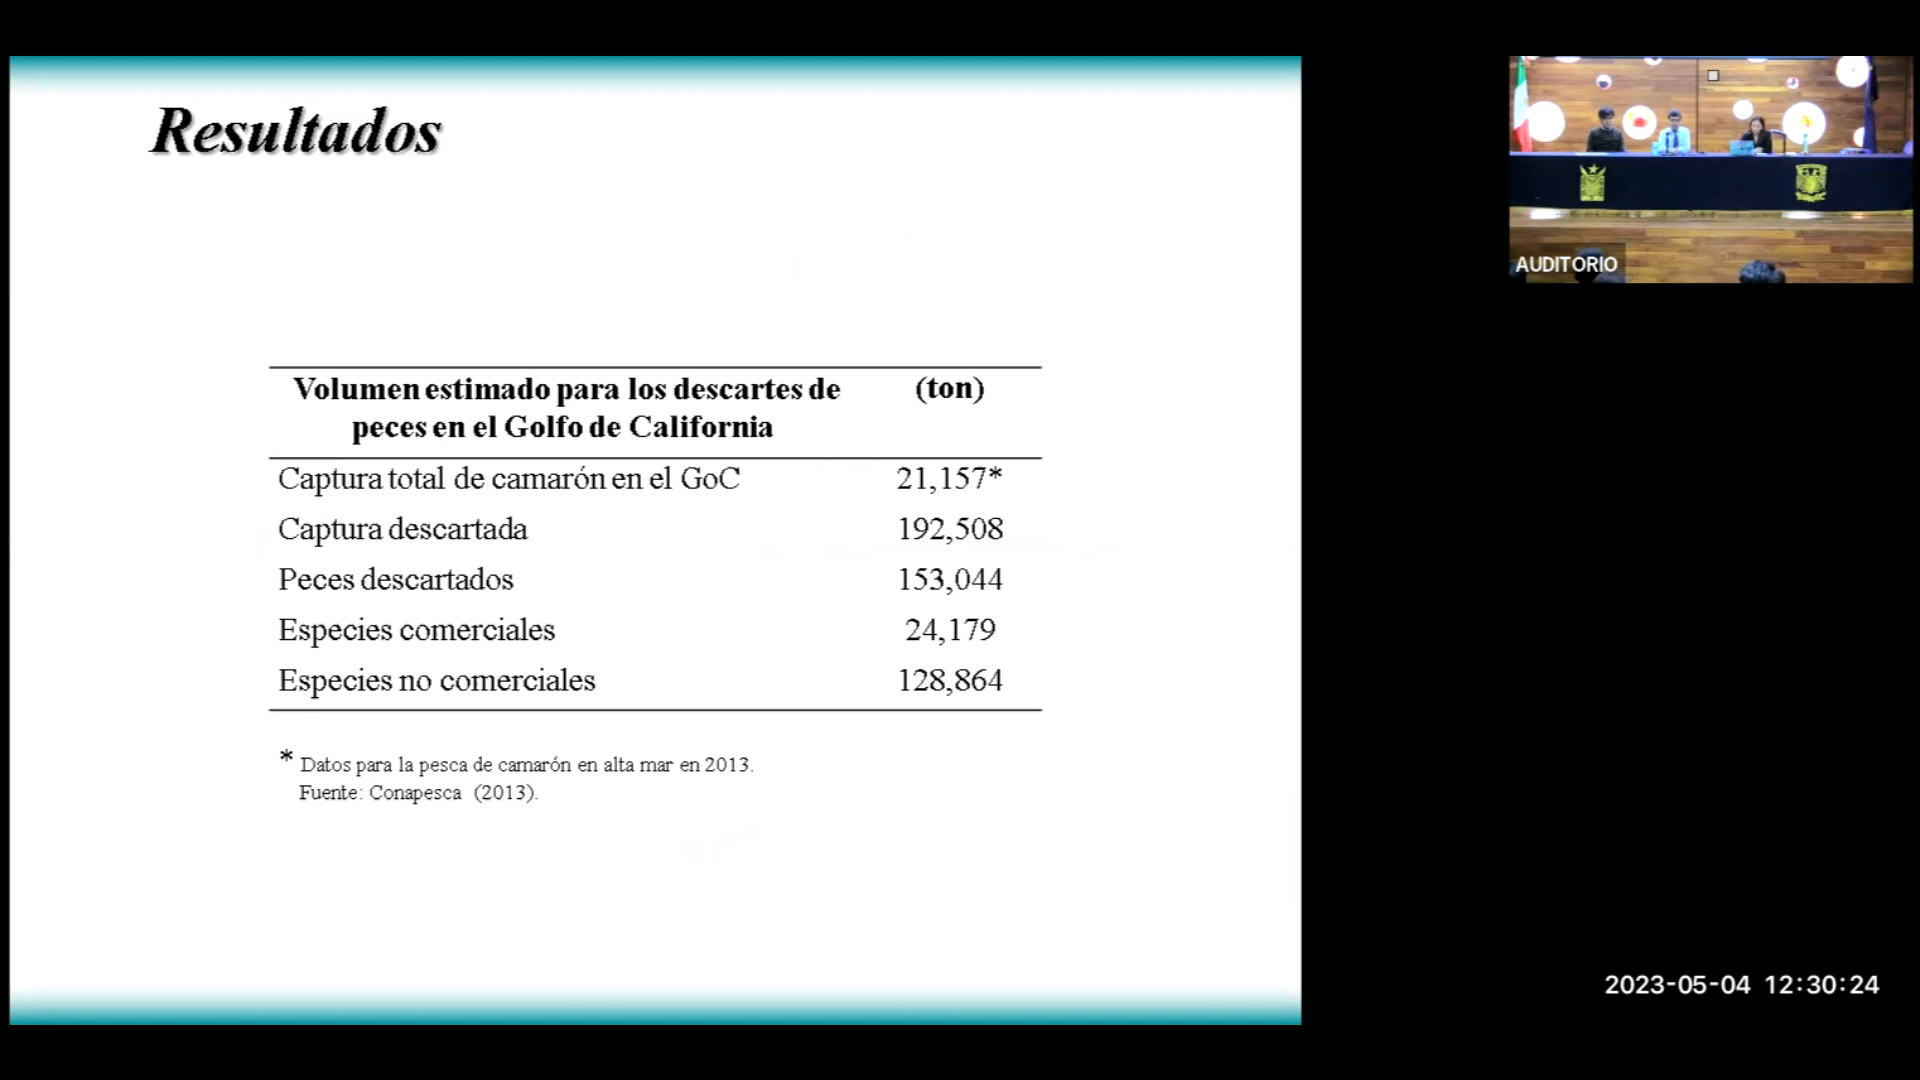 Resultados
Volumen estimado para los descartes de (ton)
peces en el Golfo de California
Captura total de camarón en el GoC 21,157*
Captura descartada 192,508
Peces descartados 153,044
Especies comerciales 24,179
Especies no comerciales 128,864
* Datos para la pesca de camarón en alta mar en 2013.
Fuente: Conapesca (2013).
AUDITORIO
2023-05-04 12:30:24